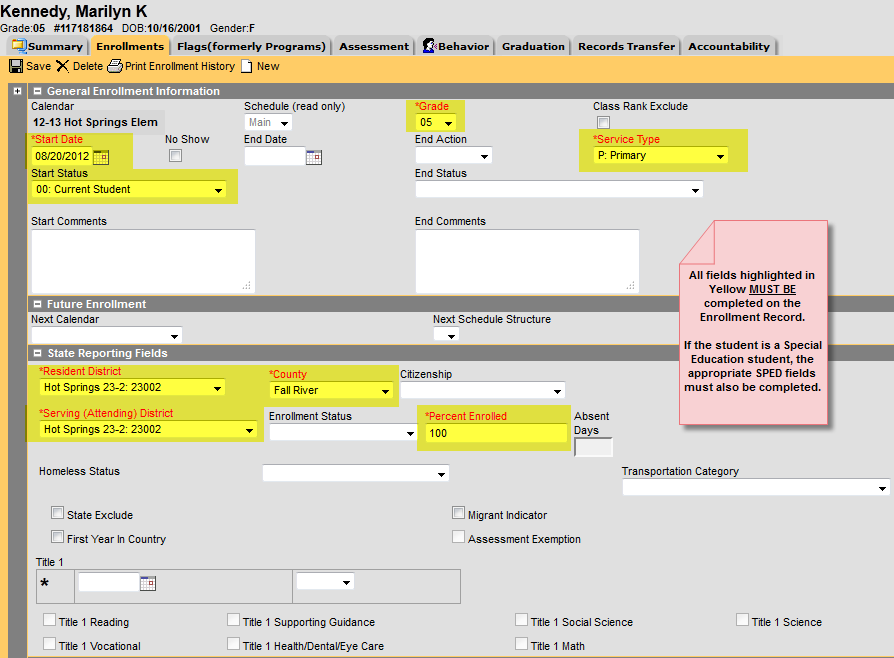 Kennedy, Marilyn K
Grade:05 #117181864 DOB:10/16/2001 Gender:F
Summary Enrollments Flags(formerly Programs) Assessment Behavior Graduation Records Transfer Accountability
Save Delete Print Enrollment History New
General Enrollment Information
Calendar Schedule (read only) *Grade Class Rank Exclude
12-13 Hot Springs Elem Main 05
*Start Date No Show End Date End Action *Service Type
08/20/2012 P: Primary
Start Status End Status
00: Current Student
Start Comments End Comments
All fields highlighted in
Yellow MUST BE
completed on the
Enrollment Record.
If the student is a Special
Education student, the
appropriate SPED fields
must also be completed.
Future Enrollment
Next Calendar Next Schedule Structure
State Reporting Fields
*Resident District *County Citizenship
Hot Springs 23-2: 23002 Fall River
*Serving (Attending) District Enrollment Status *Percent Enrolled Absent
Days
Hot Springs 23-2: 23002 100
Homeless Status Transportation Category
State Exclude Migrant Indicator
First Year In Country Assessment Exemption
Title 1
*
Title 1 Reading Title 1 Supporting Guidance Title 1 Social Science Title 1 Science
Title 1 Vocational Title 1 Health/Dental/Eye Care Title 1 Math